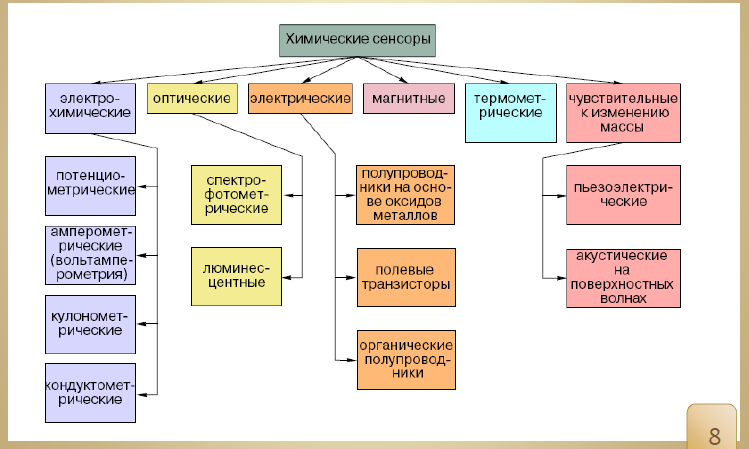 Химические сенсоры
электро-
химические
оптические
электрические
магнитные
термомет-
рические
чувствительные
к изменению
массы
потенцио-
метрические
амперомет-
рические
(вольтампе-
рометрия)
кулономет-
рические
кондуктомет-
рические
спектро-
фотомет-
рические
люминес-
центные
полупровод-
ники на осно-
ве оксидов
металлов
полевые
транзисторы
органические
полупровод-
ники
пьезоэлектри-
ческие
акустические
на
поверхностных
волнах
8